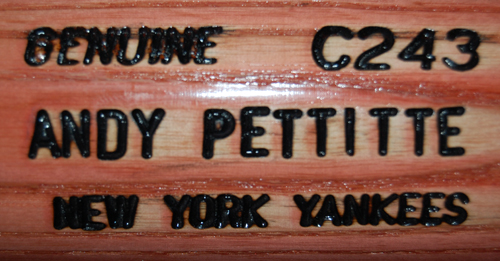 GENUINE C243
ANDY PETTITTE
NEW YORK YANKEES